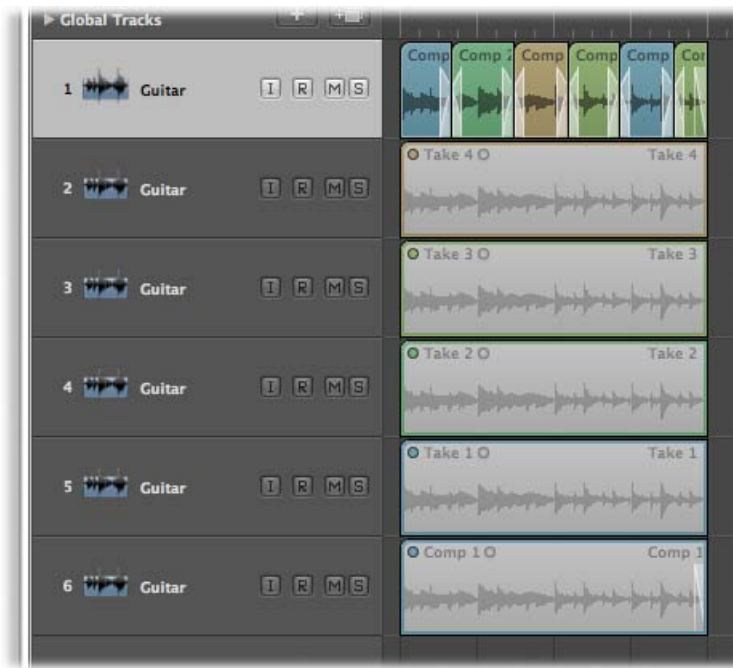 Global Tracks
1 Guitar I R M S
Comp Comp 2 Comp Comp Comp Cor
2 Guitar I R M S
Take 4 Take 4
3 Guitar I R M S
Take 3 Take 3
4 Guitar I R M S
Take 2 Take 2
5 Guitar I R M S
Take 1 Take 1
6 Guitar I R M S
Comp 1 Comp 1